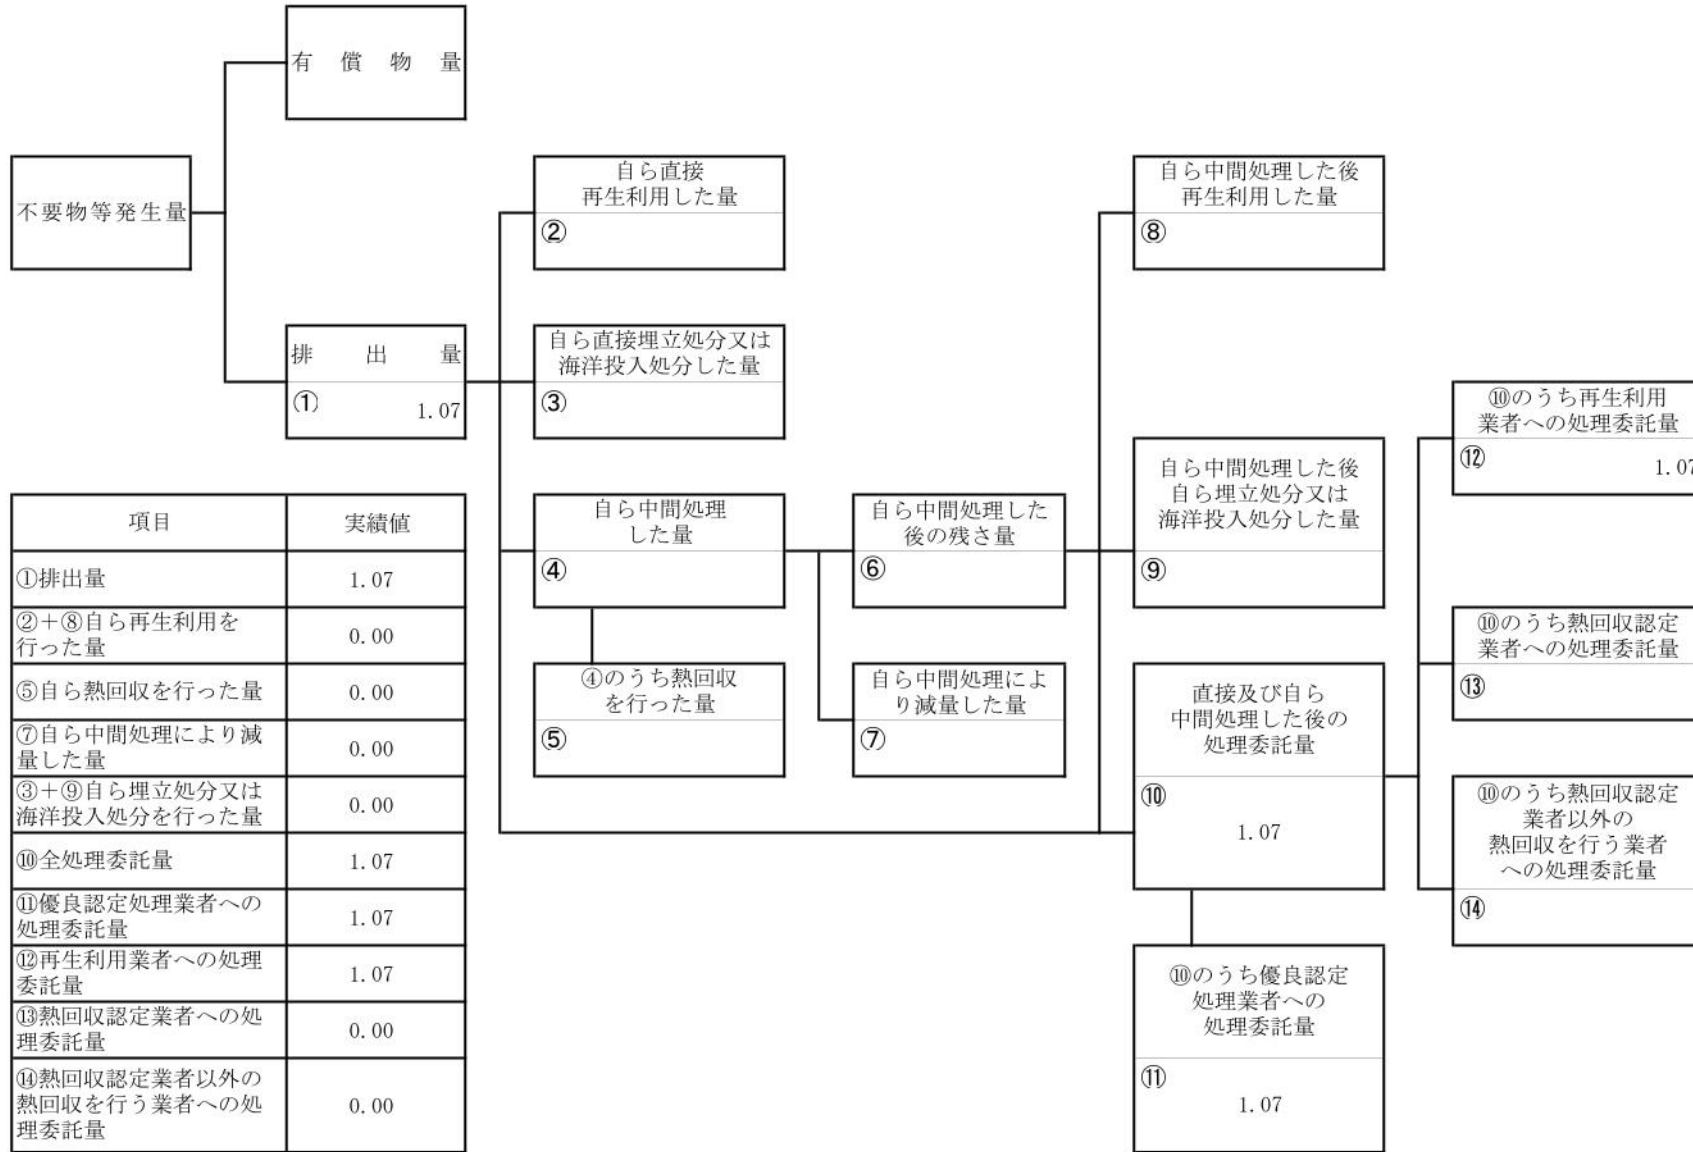 有償物量
不要物等発生量
自ら直接
再生利用した量
②
自ら中間処理した後
再生利用した量
⑧
排出量
①
1.07
自ら直接埋立処分又は
海洋投入処分した量
③
⑩のうち再生利用
業者への処理委託量
⑫
1.07
自ら中間処理
した量
④
自ら中間処理した
後の残さ量
⑥
自ら中間処理した後
自ら埋立処分又は
海洋投入処分した量
⑨
⑩のうち熱回収認定
業者への処理委託量
⑬
④のうち熱回収
を行った量
⑤
自ら中間処理によ
り減量した量
⑦
直接及び自ら
中間処理した後の
処理委託量
⑩
1.07
⑩のうち熱回収認定
業者以外の
熱回収を行う業者
への処理委託量
⑭
⑩のうち優良認定
処理業者への
処理委託量
⑪
1.07
項目 実績値
①排出量 1.07
②+⑧自ら再生利用を
行った量 0.00
⑤自ら熱回収を行った量 0.00
⑦自ら中間処理により減
量した量 0.00
③+⑨自ら埋立処分又は
海洋投入処分を行った量 0.00
⑩全処理委託量 1.07
⑪優良認定処理業者への
処理委託量 1.07
⑫再生利用業者への処理
委託量 1.07
⑬熱回収認定業者への処
理委託量 0.00
⑭熱回収認定業者以外の
熱回収を行う業者への処
理委託量 0.00